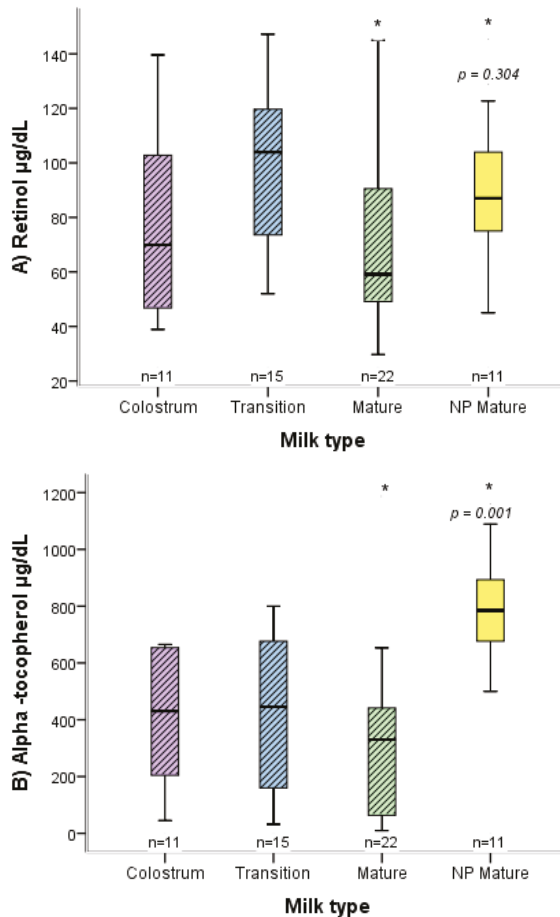 A) Retinol µg/dL
140
120
100
80
60
40
20
*
*
p = 0.304
n=11
n=15
n=22
n=11
Colostrum
Transition
Mature
NP Mature
Milk type
B) Alpha -tocopherol µg/dL
1200
1000
800
600
400
200
0
*
*
p = 0.001
n=11
n=15
n=22
n=11
Colostrum
Transition
Mature
NP Mature
Milk type